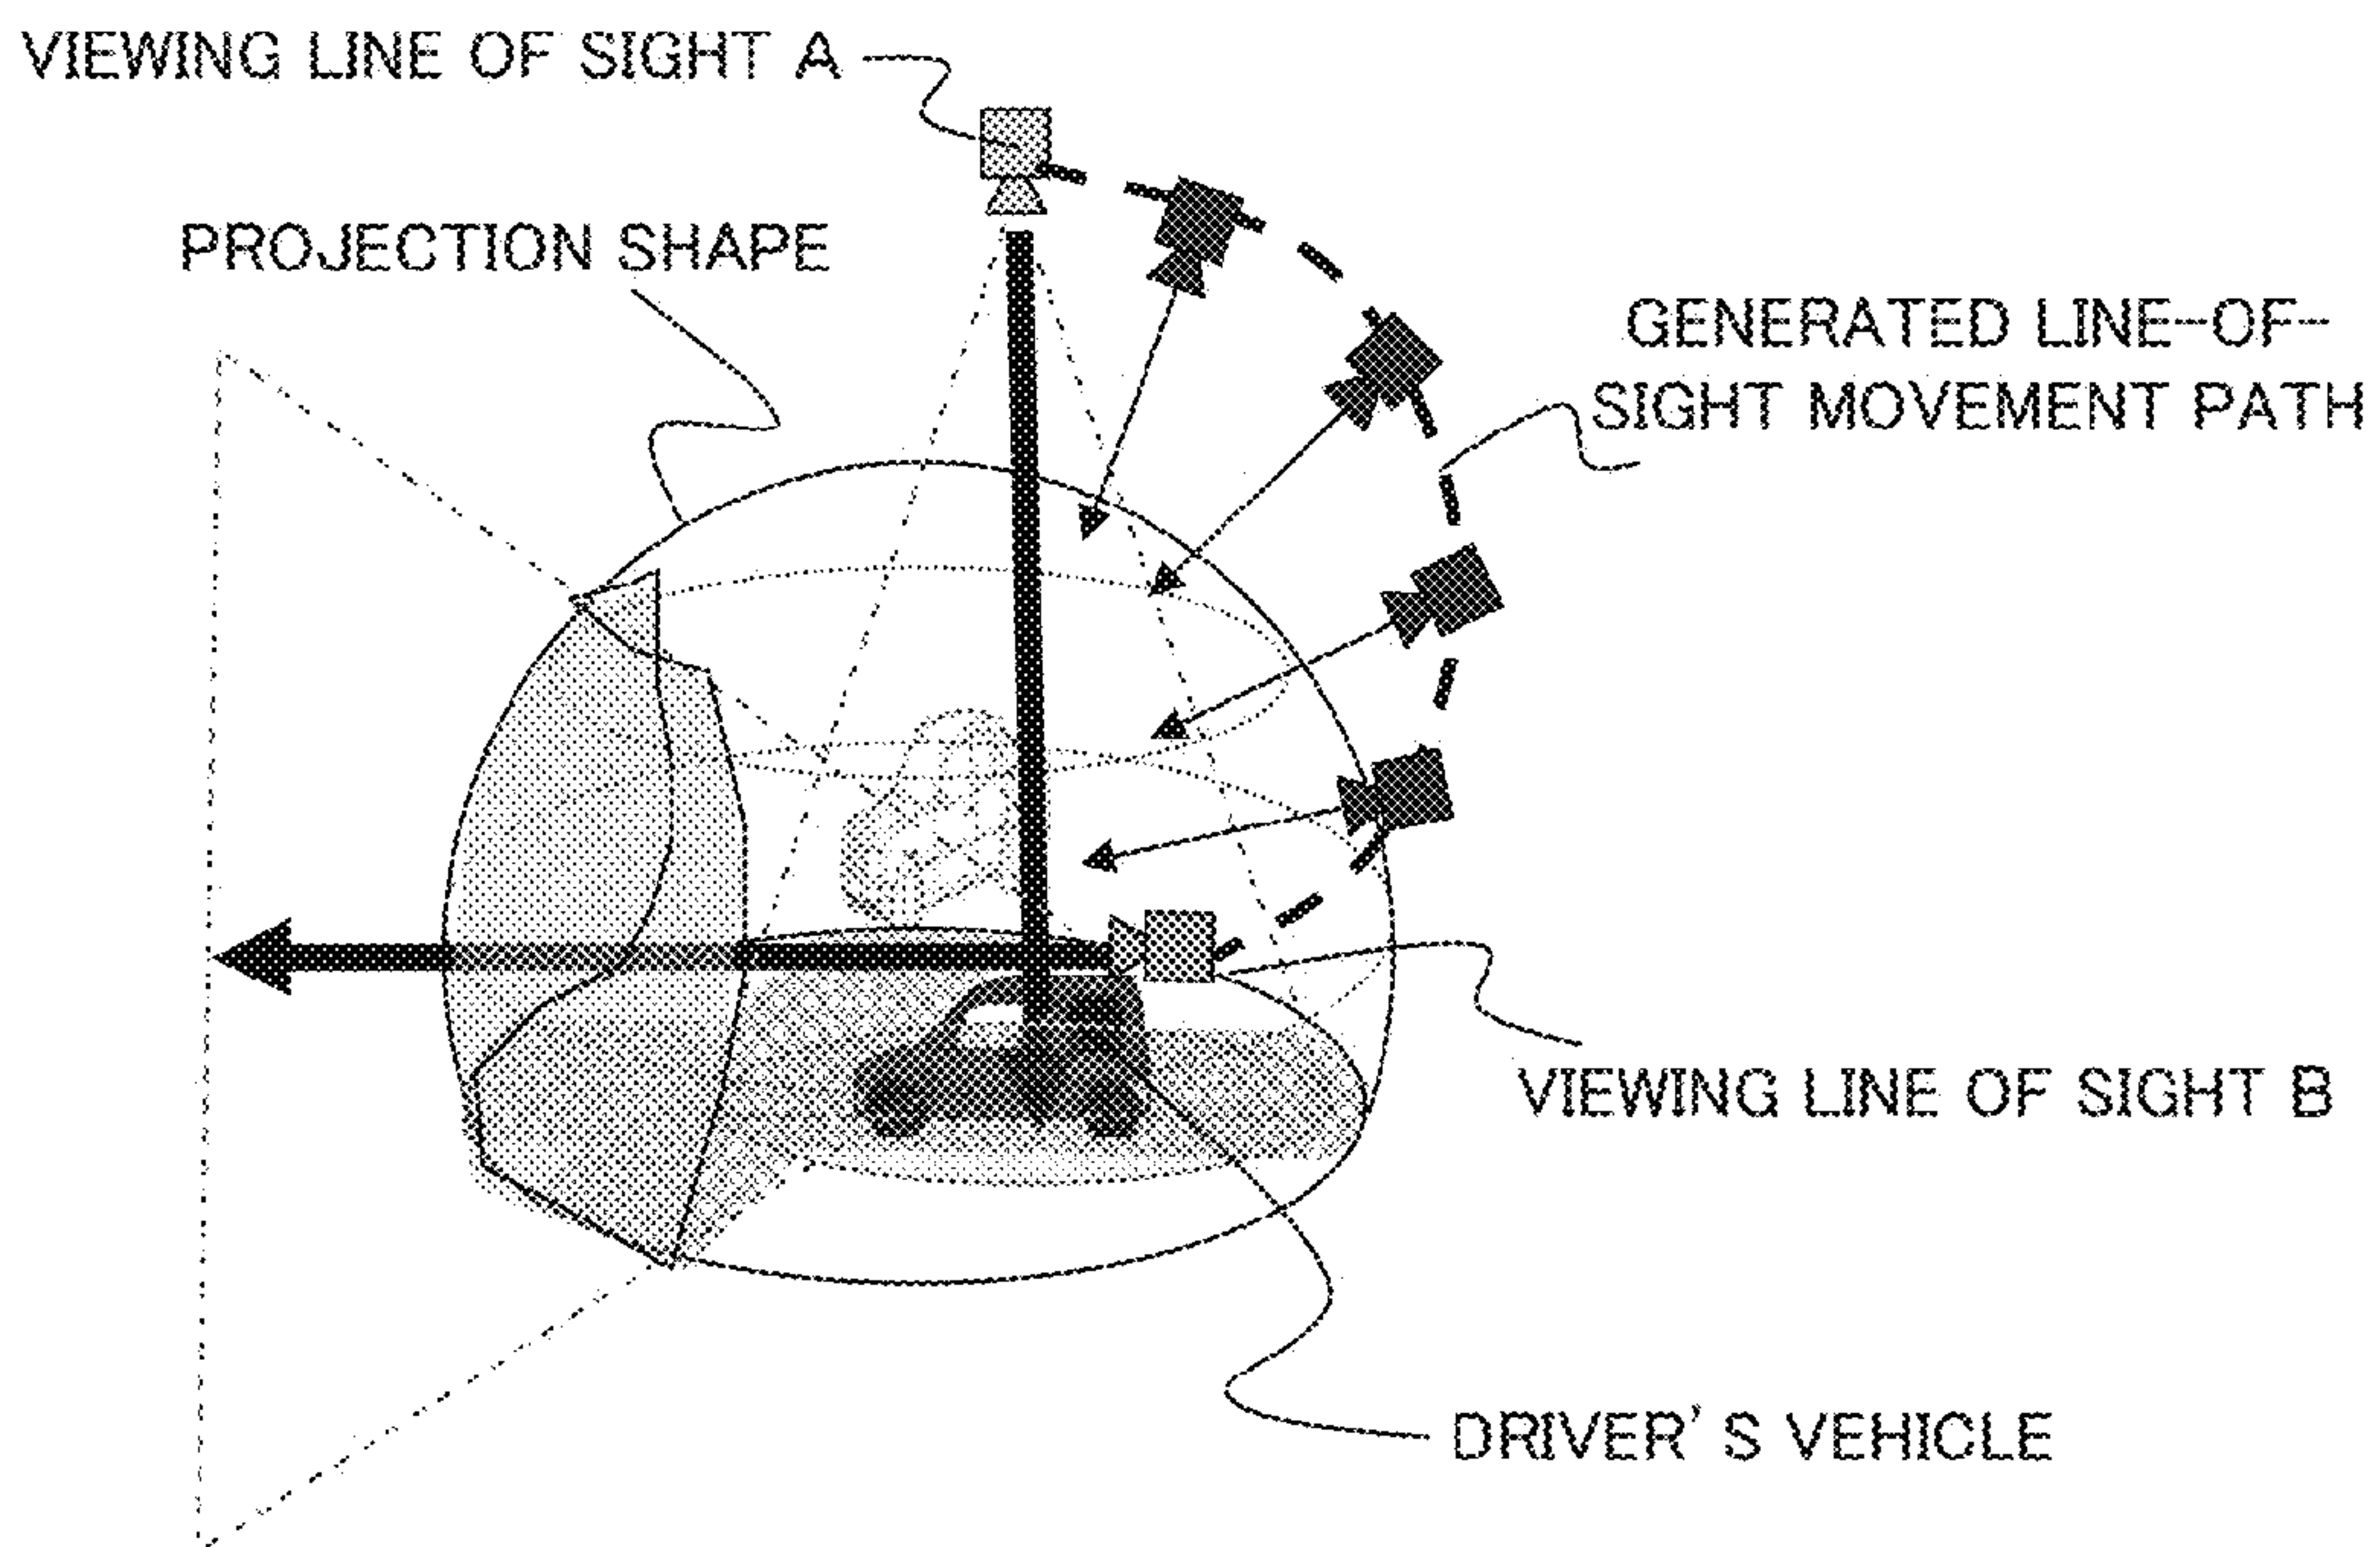 VIEWING LINE OF SIGHT A
PROJECTION SHAPE
GENERATED LINE-OF-
SIGHT MOVEMENT PATH
VIEWING LINE OF SIGHT B
DRIVER'S VEHICLE